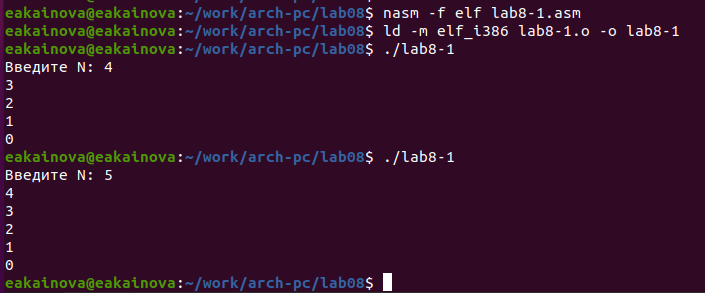 eakainova@eakainova:~/work/arch-pc/lab08$ nasm -f elf lab8-1.asm
eakainova@eakainova:~/work/arch-pc/lab08$ ld -m elf_i386 lab8-1.o -o lab8-1
eakainova@eakainova:~/work/arch-pc/lab08$ ./lab8-1
Введите N: 4
3
2
1
0
eakainova@eakainova:~/work/arch-pc/lab08$ ./lab8-1
Введите N: 5
4
3
2
1
0
eakainova@eakainova:~/work/arch-pc/lab08$